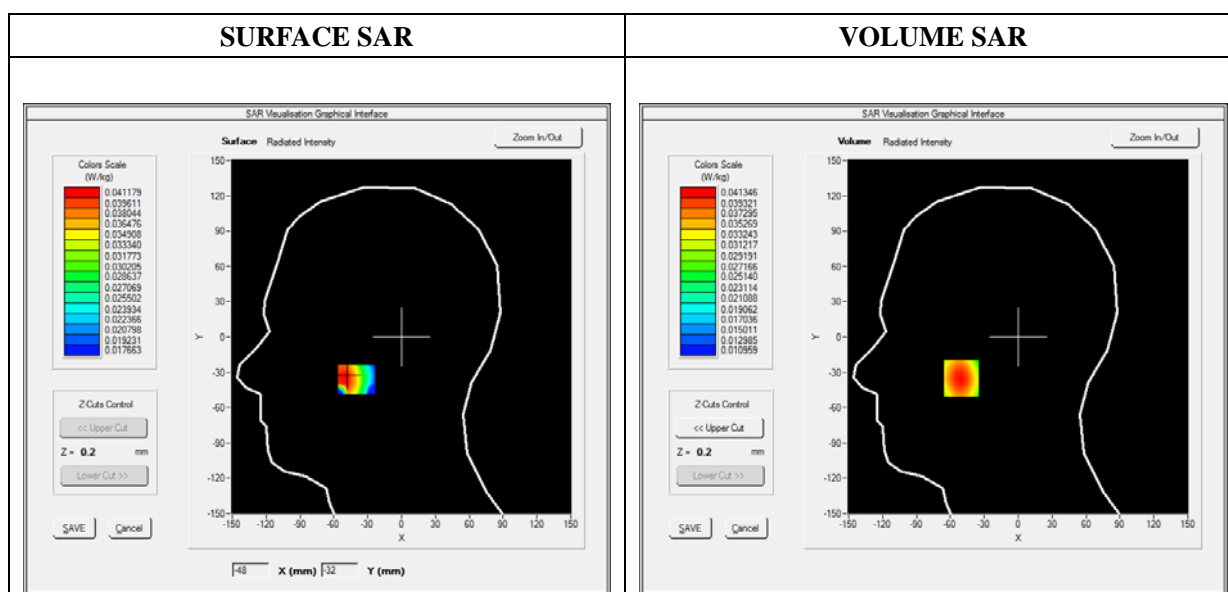 SURFACE SAR
VOLUME SAR
SAR Visualisation Graphical Interface
Surface Radiated Intensity
Zoom In/Out
Colors Scale
(W/kg)
0.041179
0.039611
0.038044
0.036476
0.034908
0.033340
0.031773
0.030205
0.028637
0.027069
0.025502
0.023934
0.022366
0.020798
0.019231
0.017663
Z-Cuts Control
<< Upper Cut
Z = 0.2 mm
Lower Cut >>
SAVE Cancel
150
120
90
60
30
0
-30
-60
-90
-120
-150
Y
-150 -120 -90 -60 -30 0 30 60 90 120 150
X
-48 X (mm) -32 Y (mm)
SAR Visualisation Graphical Interface
Volume Radiated Intensity
Zoom In/Out
Colors Scale
(W/kg)
0.041346
0.039321
0.037295
0.035269
0.033243
0.031217
0.029191
0.027166
0.025140
0.023114
0.021088
0.019062
0.017036
0.015011
0.012985
0.010959
Z-Cuts Control
<< Upper Cut
Z = 0.2 mm
Lower Cut >>
SAVE Cancel
150
120
90
60
30
0
-30
-60
-90
-120
-150
Y
-150 -120 -90 -60 -30 0 30 60 90 120 150
X